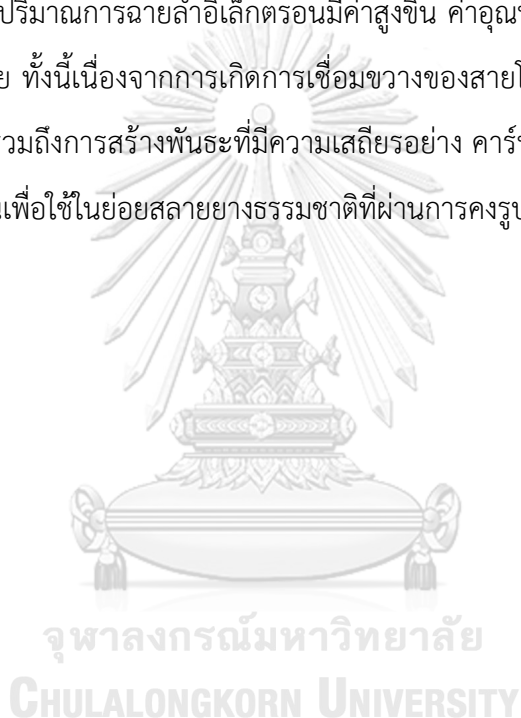 ปริมาณการฉายลำอิเล็กตรอนมีค่าสูงขึ้น ค่าอุณ
ย ทั้งนี้เนื่องจากการเกิดการเชื่อมขวางของสายโ
วมถึงการสร้างพันธะที่มีความเสถียรอย่าง คาร์
เพื่อใช้ในย่อยสลายยางธรรมชาติที่ผ่านการคงรูป
จุฬาลงกรณ์มหาวิทยาลัย
CHULALONGKORN UNIVERSITY